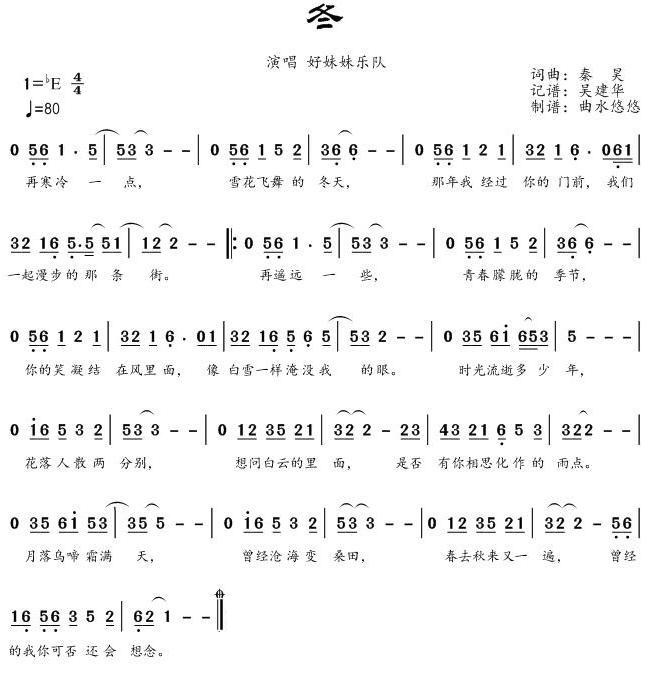 冬
演唱 好妹妹乐队
1=♭E 4/4
♩=80
词曲：秦 昊
记谱：吴建华
制谱：曲水悠悠
0 56 1 · 5 | 53 3 - - | 0 56 1 5 2 | 36 6 - - | 0 56 1 2 1 | 32 1 6 · 061 |
再寒冷 一 点， 雪花飞舞 的 冬天， 那年我 经过 你的 门前，我们
32 16 5·5 51 | 12 2 - - ‖: 0 56 1 · 5 | 53 3 - - | 0 56 1 5 2 | 36 6 - - |
一起漫步的那 条 街。 再遥远 一 些， 青春朦胧的 季节，
0 56 1 2 1 | 32 1 6 · 01 | 32 16 5 6 5 | 53 2 - - | 0 35 61 653 | 5 - - - |
你的笑 凝结 在风里 面， 像 白雪一样淹没我 的眼。 时光流逝多 少 年，
0 16 5 3 2 | 53 3 - - | 0 12 35 21 | 32 2 - 23 | 43 21 6 5 3 | 322 - - |
花落 人 散 两 分别， 想问白云的里 面， 是否 有你相思化作 的 雨点。
0 35 61 53 | 35 5 - - | 0 16 5 3 2 | 53 3 - - | 0 12 35 21 | 32 2 - 56 |
月落乌啼 霜满 天， 曾经沧海 变 桑田， 春去秋来又一 遍， 曾经
16 56 3 5 2 | 62 1 - - ‖
的我你可否 还会 想念。